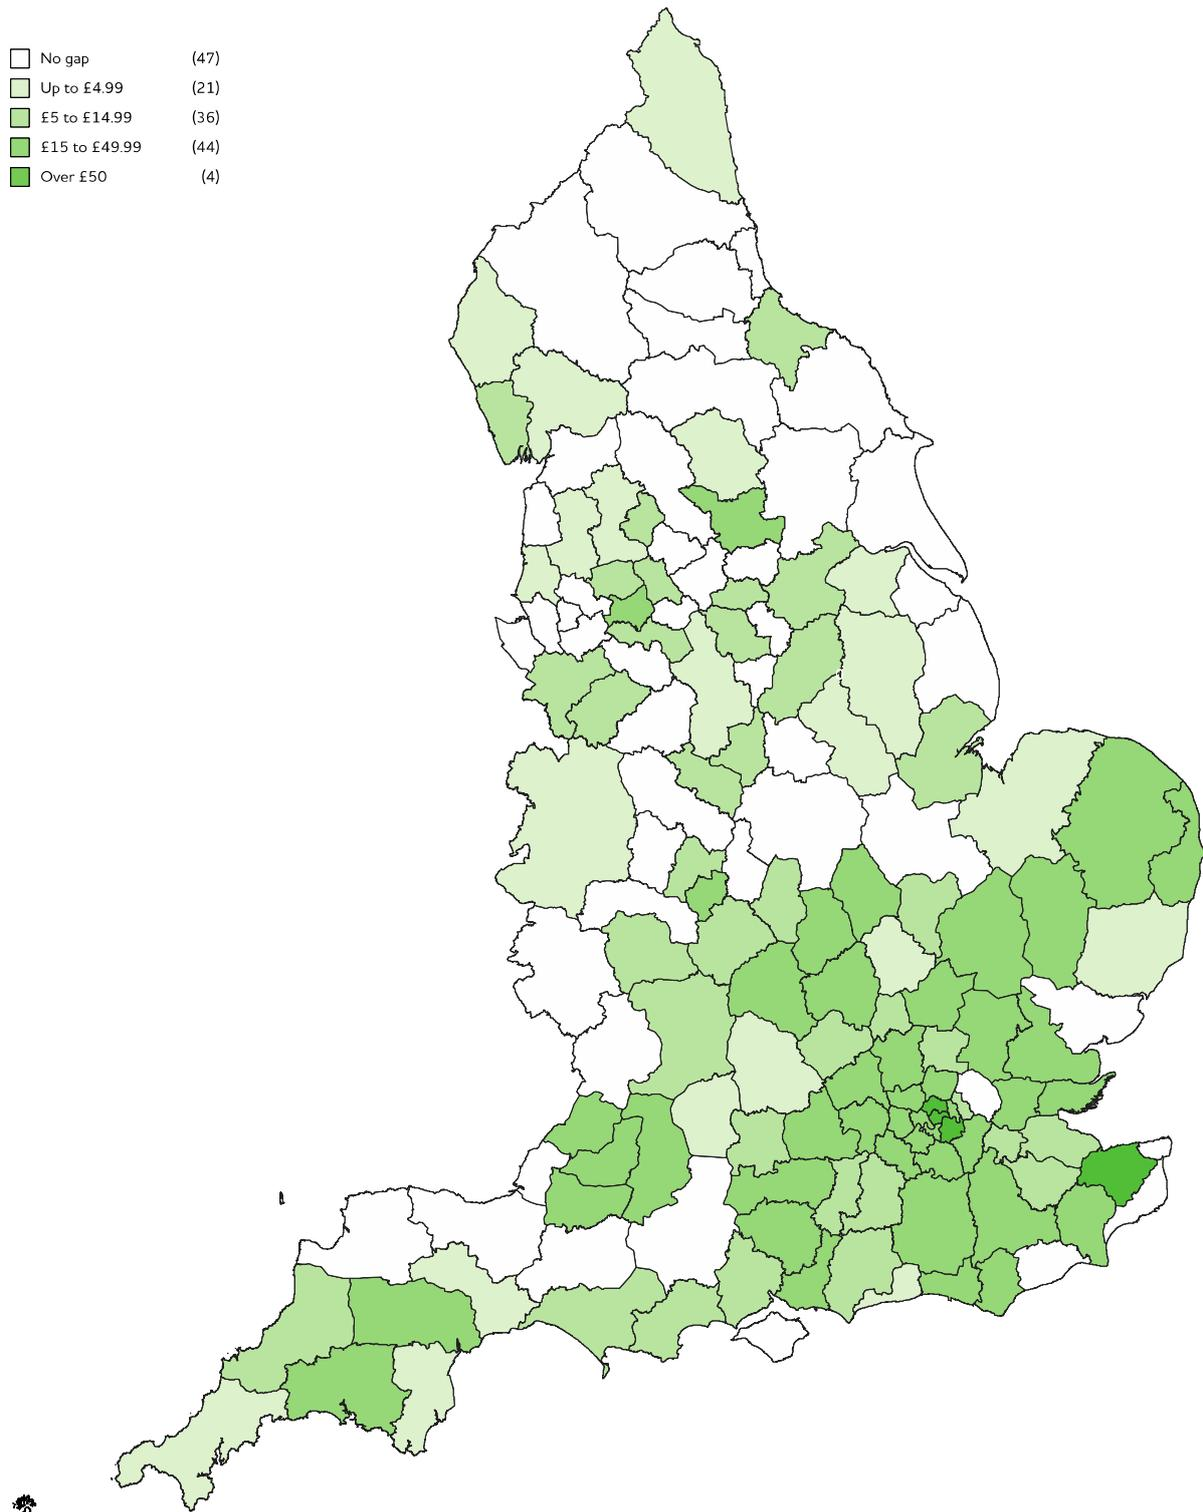 No gap (47)
Up to £4.99 (21)
£5 to £14.99 (36)
£15 to £49.99 (44)
Over £50 (4)